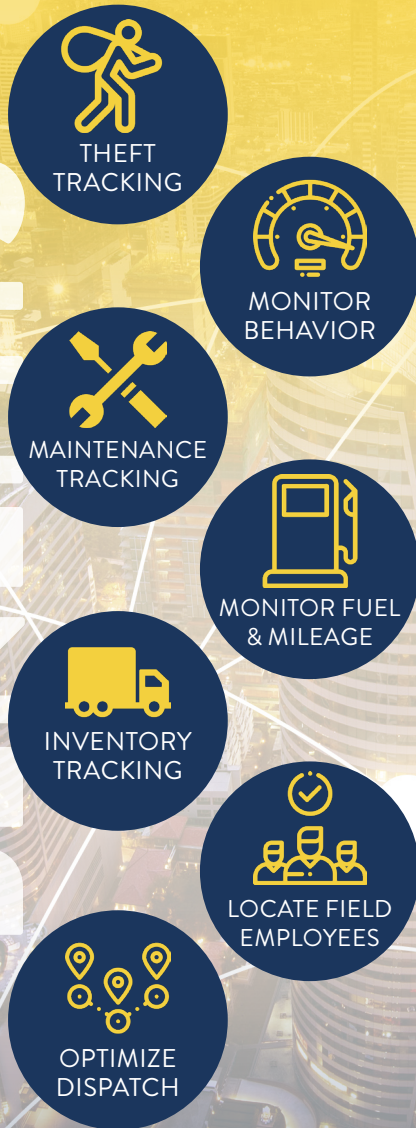 THEFT
TRACKING
MONITOR
BEHAVIOR
MAINTENANCE
TRACKING
MONITOR FUEL
& MILEAGE
INVENTORY
TRACKING
LOCATE FIELD
EMPLOYEES
OPTIMIZE
DISPATCH